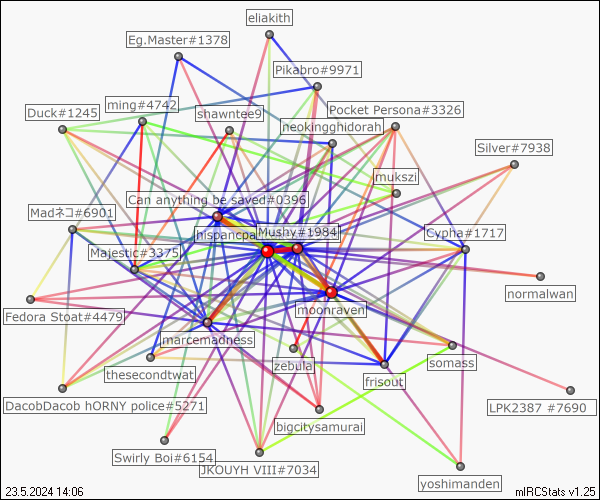 eliakith
Eg.Master#1378
Pikabro#9971
Duck#1245
ming#4742
shawntee9
Pocket Persona#3326
neokingghidorah
Silver#7938
mukszi
Can anything be saved#0396
Madネコ#6901
hispancpa
Mushy#1984
Cypha#1717
Majestic#3375
normalwan
Fedora Stoat#4479
moonraven
marcemadness
somass
zebula
thesecondtwat
frisout
DacobDacob hORNY police#5271
LPK2387 #7690
bigcitysamurai
Swirly Boi#6154
JKOUYH VIII#7034
yoshimanden
23.5.2024 14:06
mIRCStats v1.25